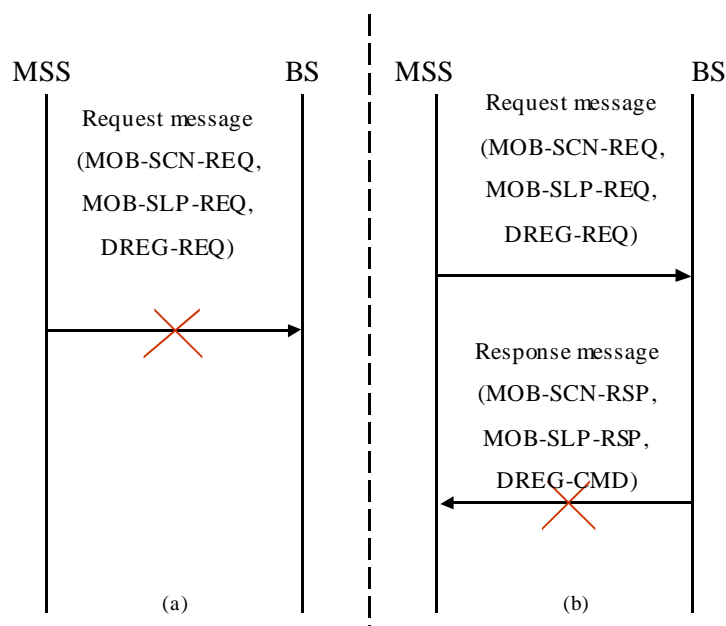 MSS
BS
Request message
(MOB-SCN-REQ,
MOB-SLP-REQ,
DREG-REQ)
(a)
MSS
BS
Request message
(MOB-SCN-REQ,
MOB-SLP-REQ,
DREG-REQ)
Response message
(MOB-SCN-RSP,
MOB-SLP-RSP,
DREG-CMD)
(b)